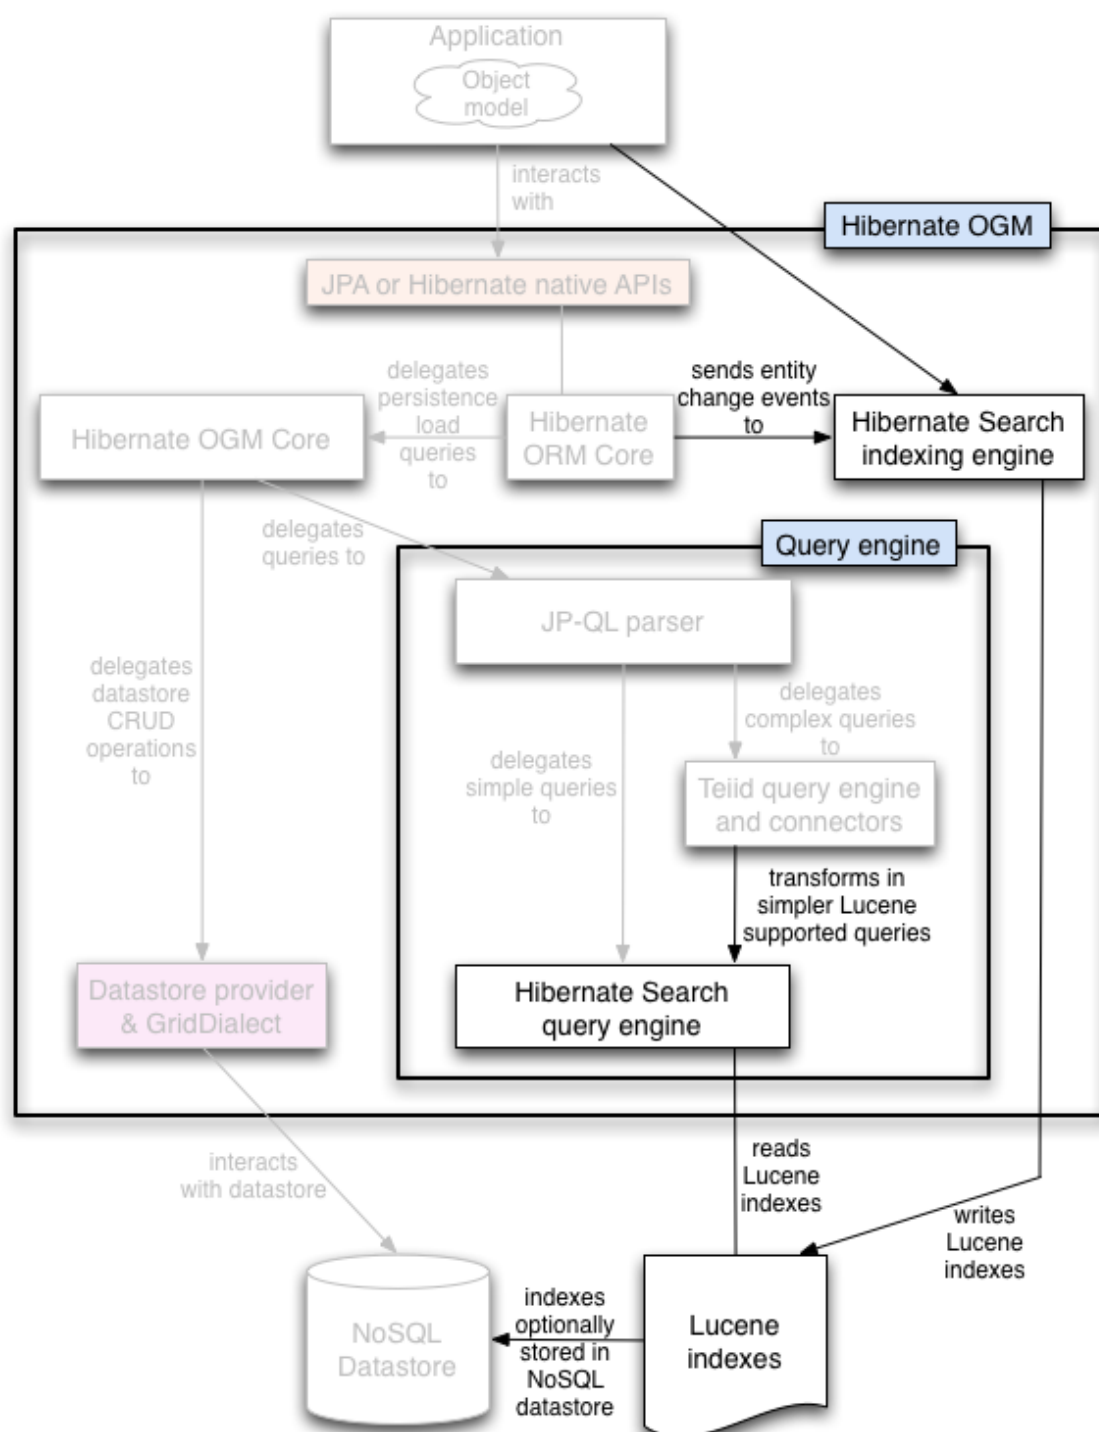 Application
Object
model
interacts
with
Hibernate OGM
JPA or Hibernate native APIs
delegates
persistence
load
queries
to
sends entity
change events
to
Hibernate OGM Core
Hibernate
ORM Core
Hibernate Search
indexing engine
delegates
queries to
Query engine
JP-QL parser
delegates
datastore
CRUD
operations
to
delegates
complex queries
to
delegates
simple queries
to
Teiid query engine
and connectors
transforms in
simpler Lucene
supported queries
Datastore provider
& GridDialect
Hibernate Search
query engine
interacts
with datastore
reads
Lucene
indexes
writes
Lucene
indexes
NoSQL
Datastore
indexes
optionally
stored in
NoSQL
datastore
Lucene
indexes